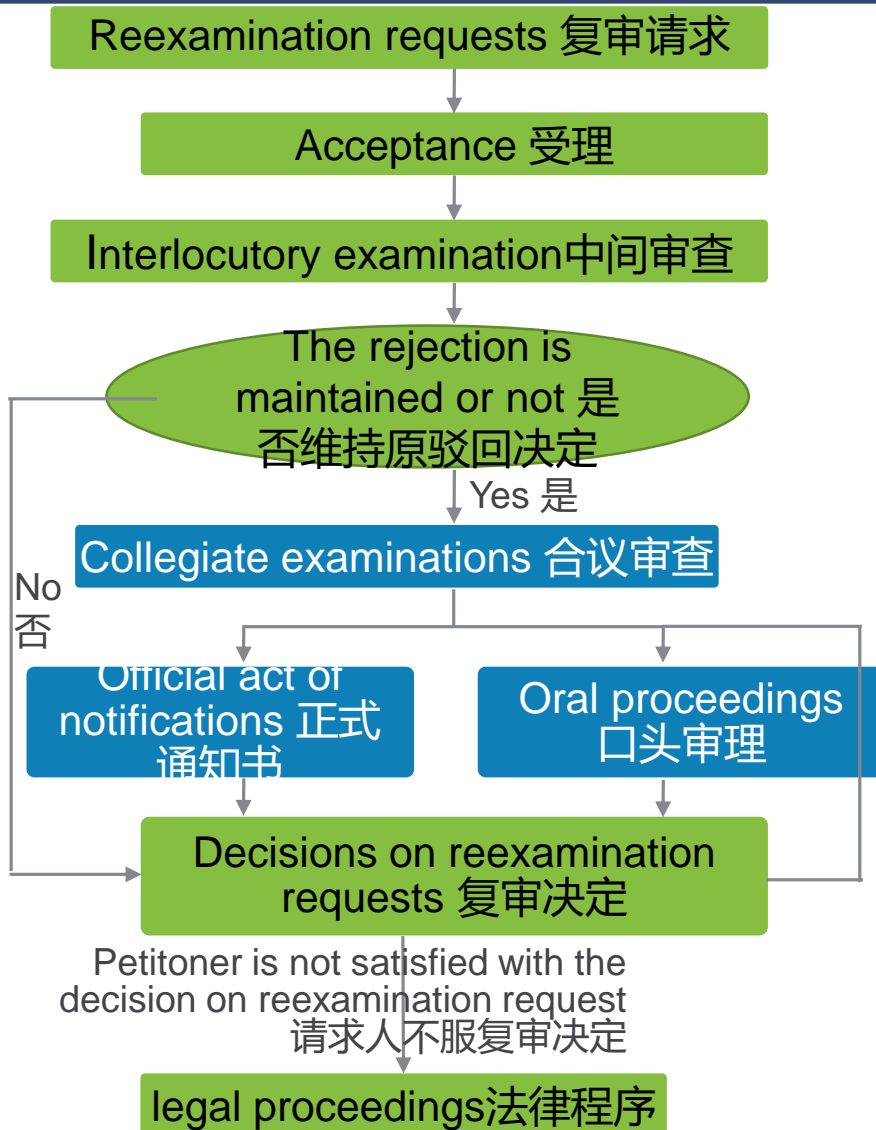 Reexamination requests 复审请求
Acceptance 受理
Interlocutory examination中间审查
The rejection is
maintained or not 是
否维持原驳回决定
Yes 是
Collegiate examinations 合议审查
No
否
Official act of
notifications 正式
通知书
Oral proceedings
口头审理
Decisions on reexamination
requests 复审决定
Petitoner is not satisfied with the
decision on reexamination request
请求人不服复审决定
legal proceedings法律程序